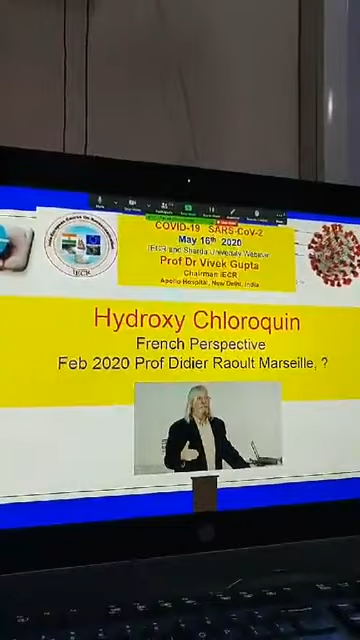 COVID-19 SARS-CoV-2
May 16th 2020
IECR and Sharda University Webinar
Prof Dr Vivek Gupta
Chairman IECR
Apollo Hospital, New Delhi, India
IECR
Hydroxy Chloroquin
French Perspective
Feb 2020 Prof Didier Raoult Marseille, ?